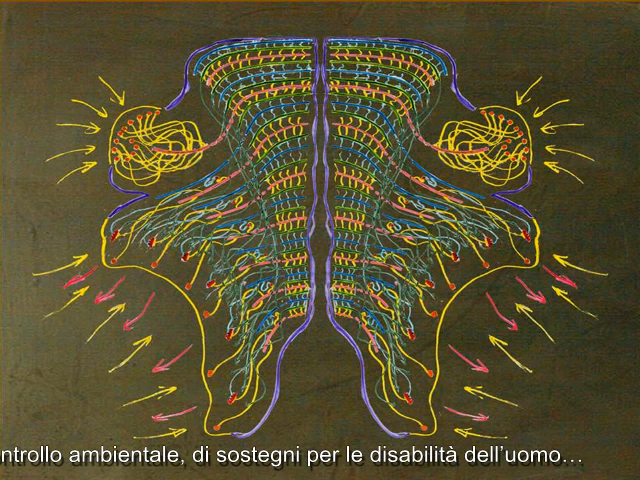 ntrollo ambientale, di sostegni per le disabilità dell'uomo…